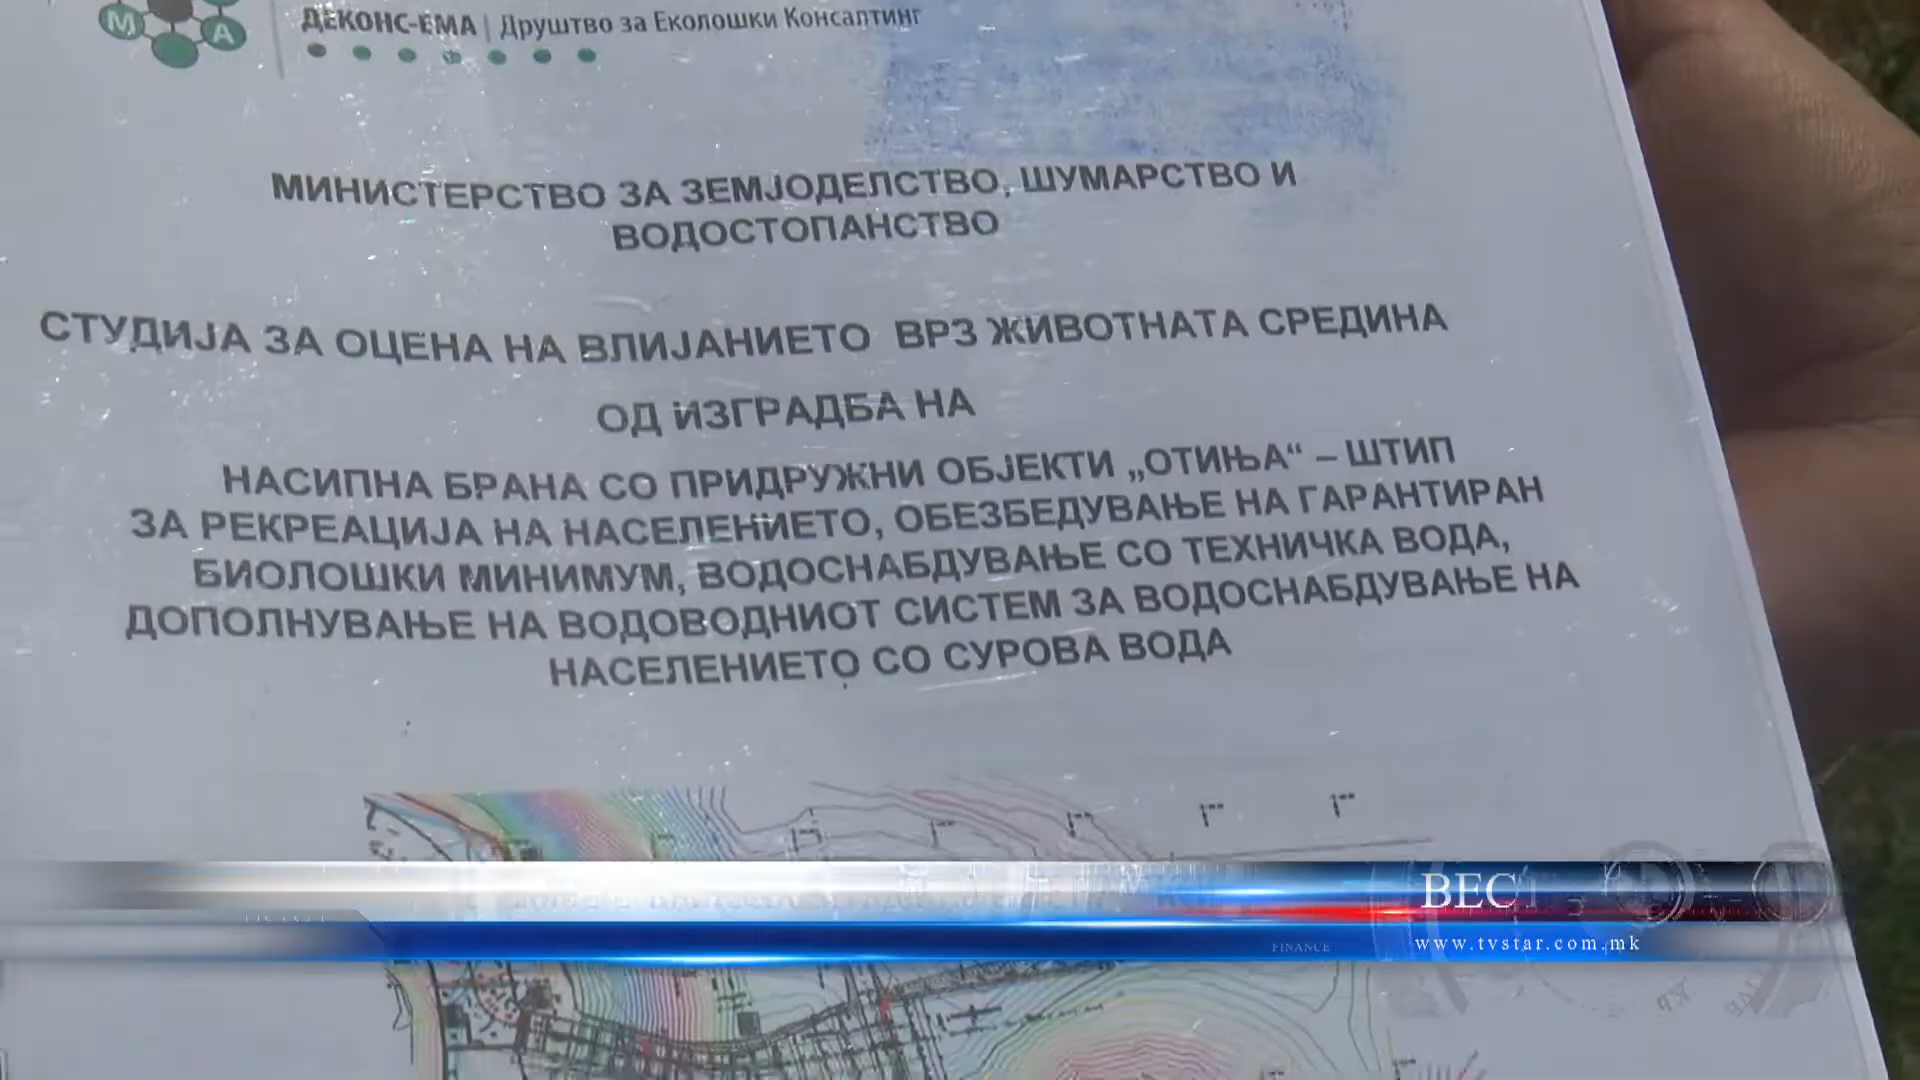 М А
ДЕКОНС-ЕМА | Друштво за Еколошки Консалтинг
МИНИСТЕРСТВО ЗА ЗЕМЈОДЕЛСТВО, ШУМАРСТВО И
ВОДОСТОПАНСТВО
СТУДИЈА ЗА ОЦЕНА НА ВЛИЈАНИЕТО ВРЗ ЖИВОТНАТА СРЕДИНА
ОД ИЗГРАДБА НА
НАСИПНА БРАНА СО ПРИДРУЖНИ ОБЈЕКТИ „ОТИЊА“ – ШТИП
ЗА РЕКРЕАЦИЈА НА НАСЕЛЕНИЕТО, ОБЕЗБЕДУВАЊЕ НА ГАРАНТИРАН
БИОЛОШКИ МИНИМУМ, ВОДОСНАБДУВАЊЕ СО ТЕХНИЧКА ВОДА,
ДОПОЛНУВАЊЕ НА ВОДОВОДНИОТ СИСТЕМ ЗА ВОДОСНАБДУВАЊЕ НА
НАСЕЛЕНИЕТО СО СУРОВА ВОДА
ВЕСТ
FINANCE
www.tvstar.com.mk